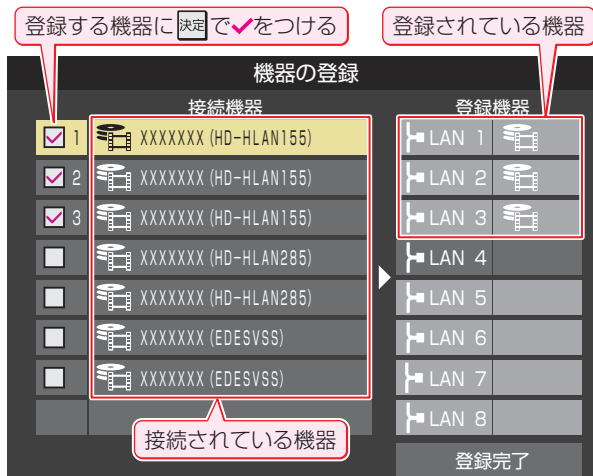 登録する機器に 決定 で✓をつける
登録されている機器
機器の登録
接続機器
登録機器
1 XXXXXXX (HD-HLAN155)
2 XXXXXXX (HD-HLAN155)
3 XXXXXXX (HD-HLAN155)
XXXXXXX (HD-HLAN285)
XXXXXXX (HD-HLAN285)
XXXXXXX (EDESVSS)
XXXXXXX (EDESVSS)
LAN 1
LAN 2
LAN 3
LAN 4
LAN 5
LAN 6
LAN 7
LAN 8
接続されている機器
登録完了